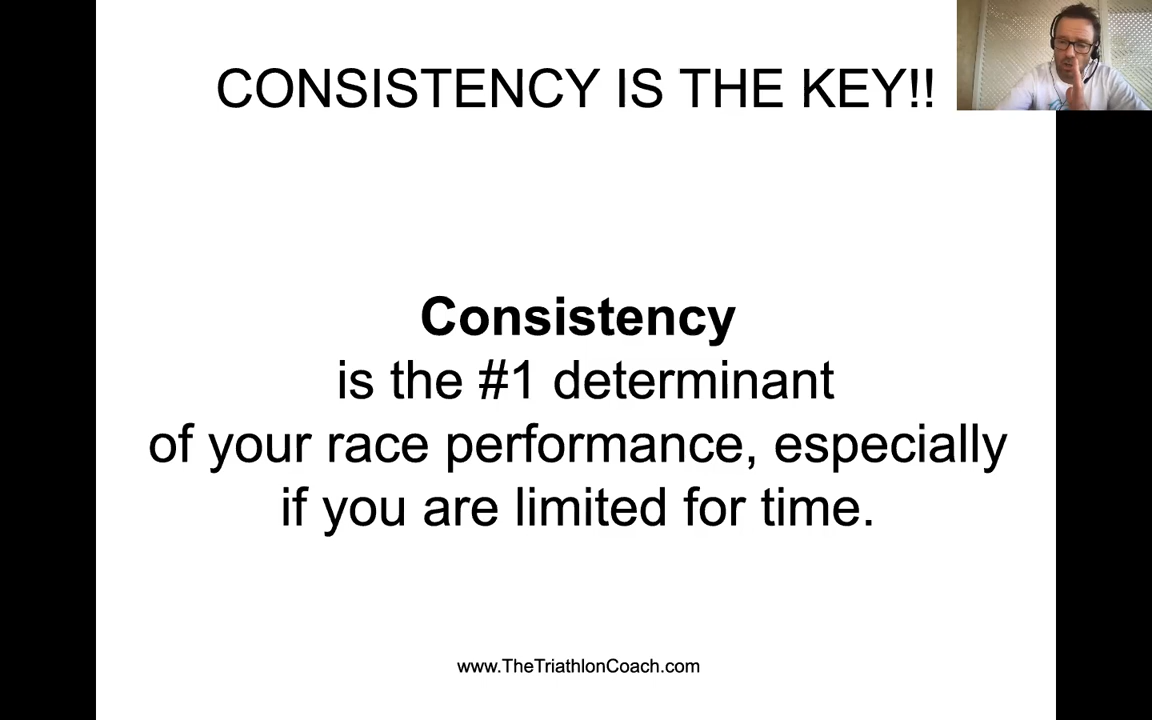 CONSISTENCY IS THE KEY!!
Consistency
is the #1 determinant
of your race performance, especially
if you are limited for time.
www.TheTriathlonCoach.com